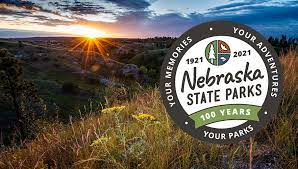 YOUR MEMORIES · YOUR ADVENTURES
1921 2021
Nebraska
STATE PARKS
100 YEARS
YOUR PARKS